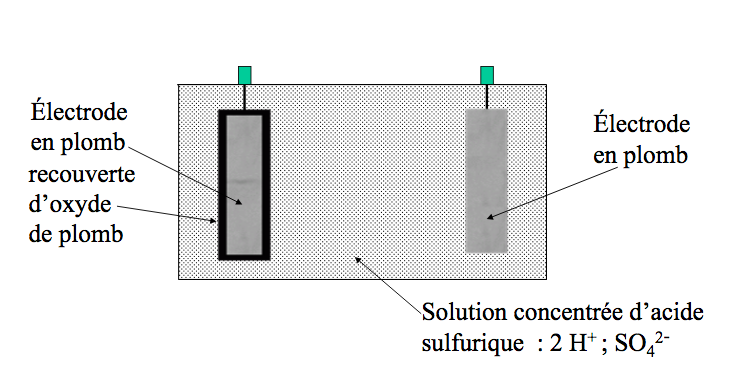 Électrode
en plomb
recouverte
d’oxyde
de plomb
Électrode
en plomb
Solution concentrée d’acide
sulfurique : 2 H⁺ ; SO₄²⁻